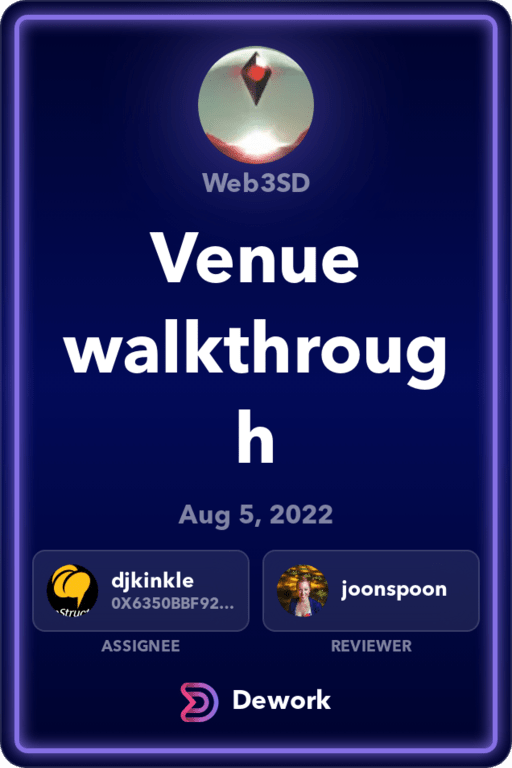 Web3SD
Venue
walkthroug
h
Aug 5, 2022
djkinkle
0X6350BBF92...
joonspoon
ASSIGNEE
REVIEWER
Dework